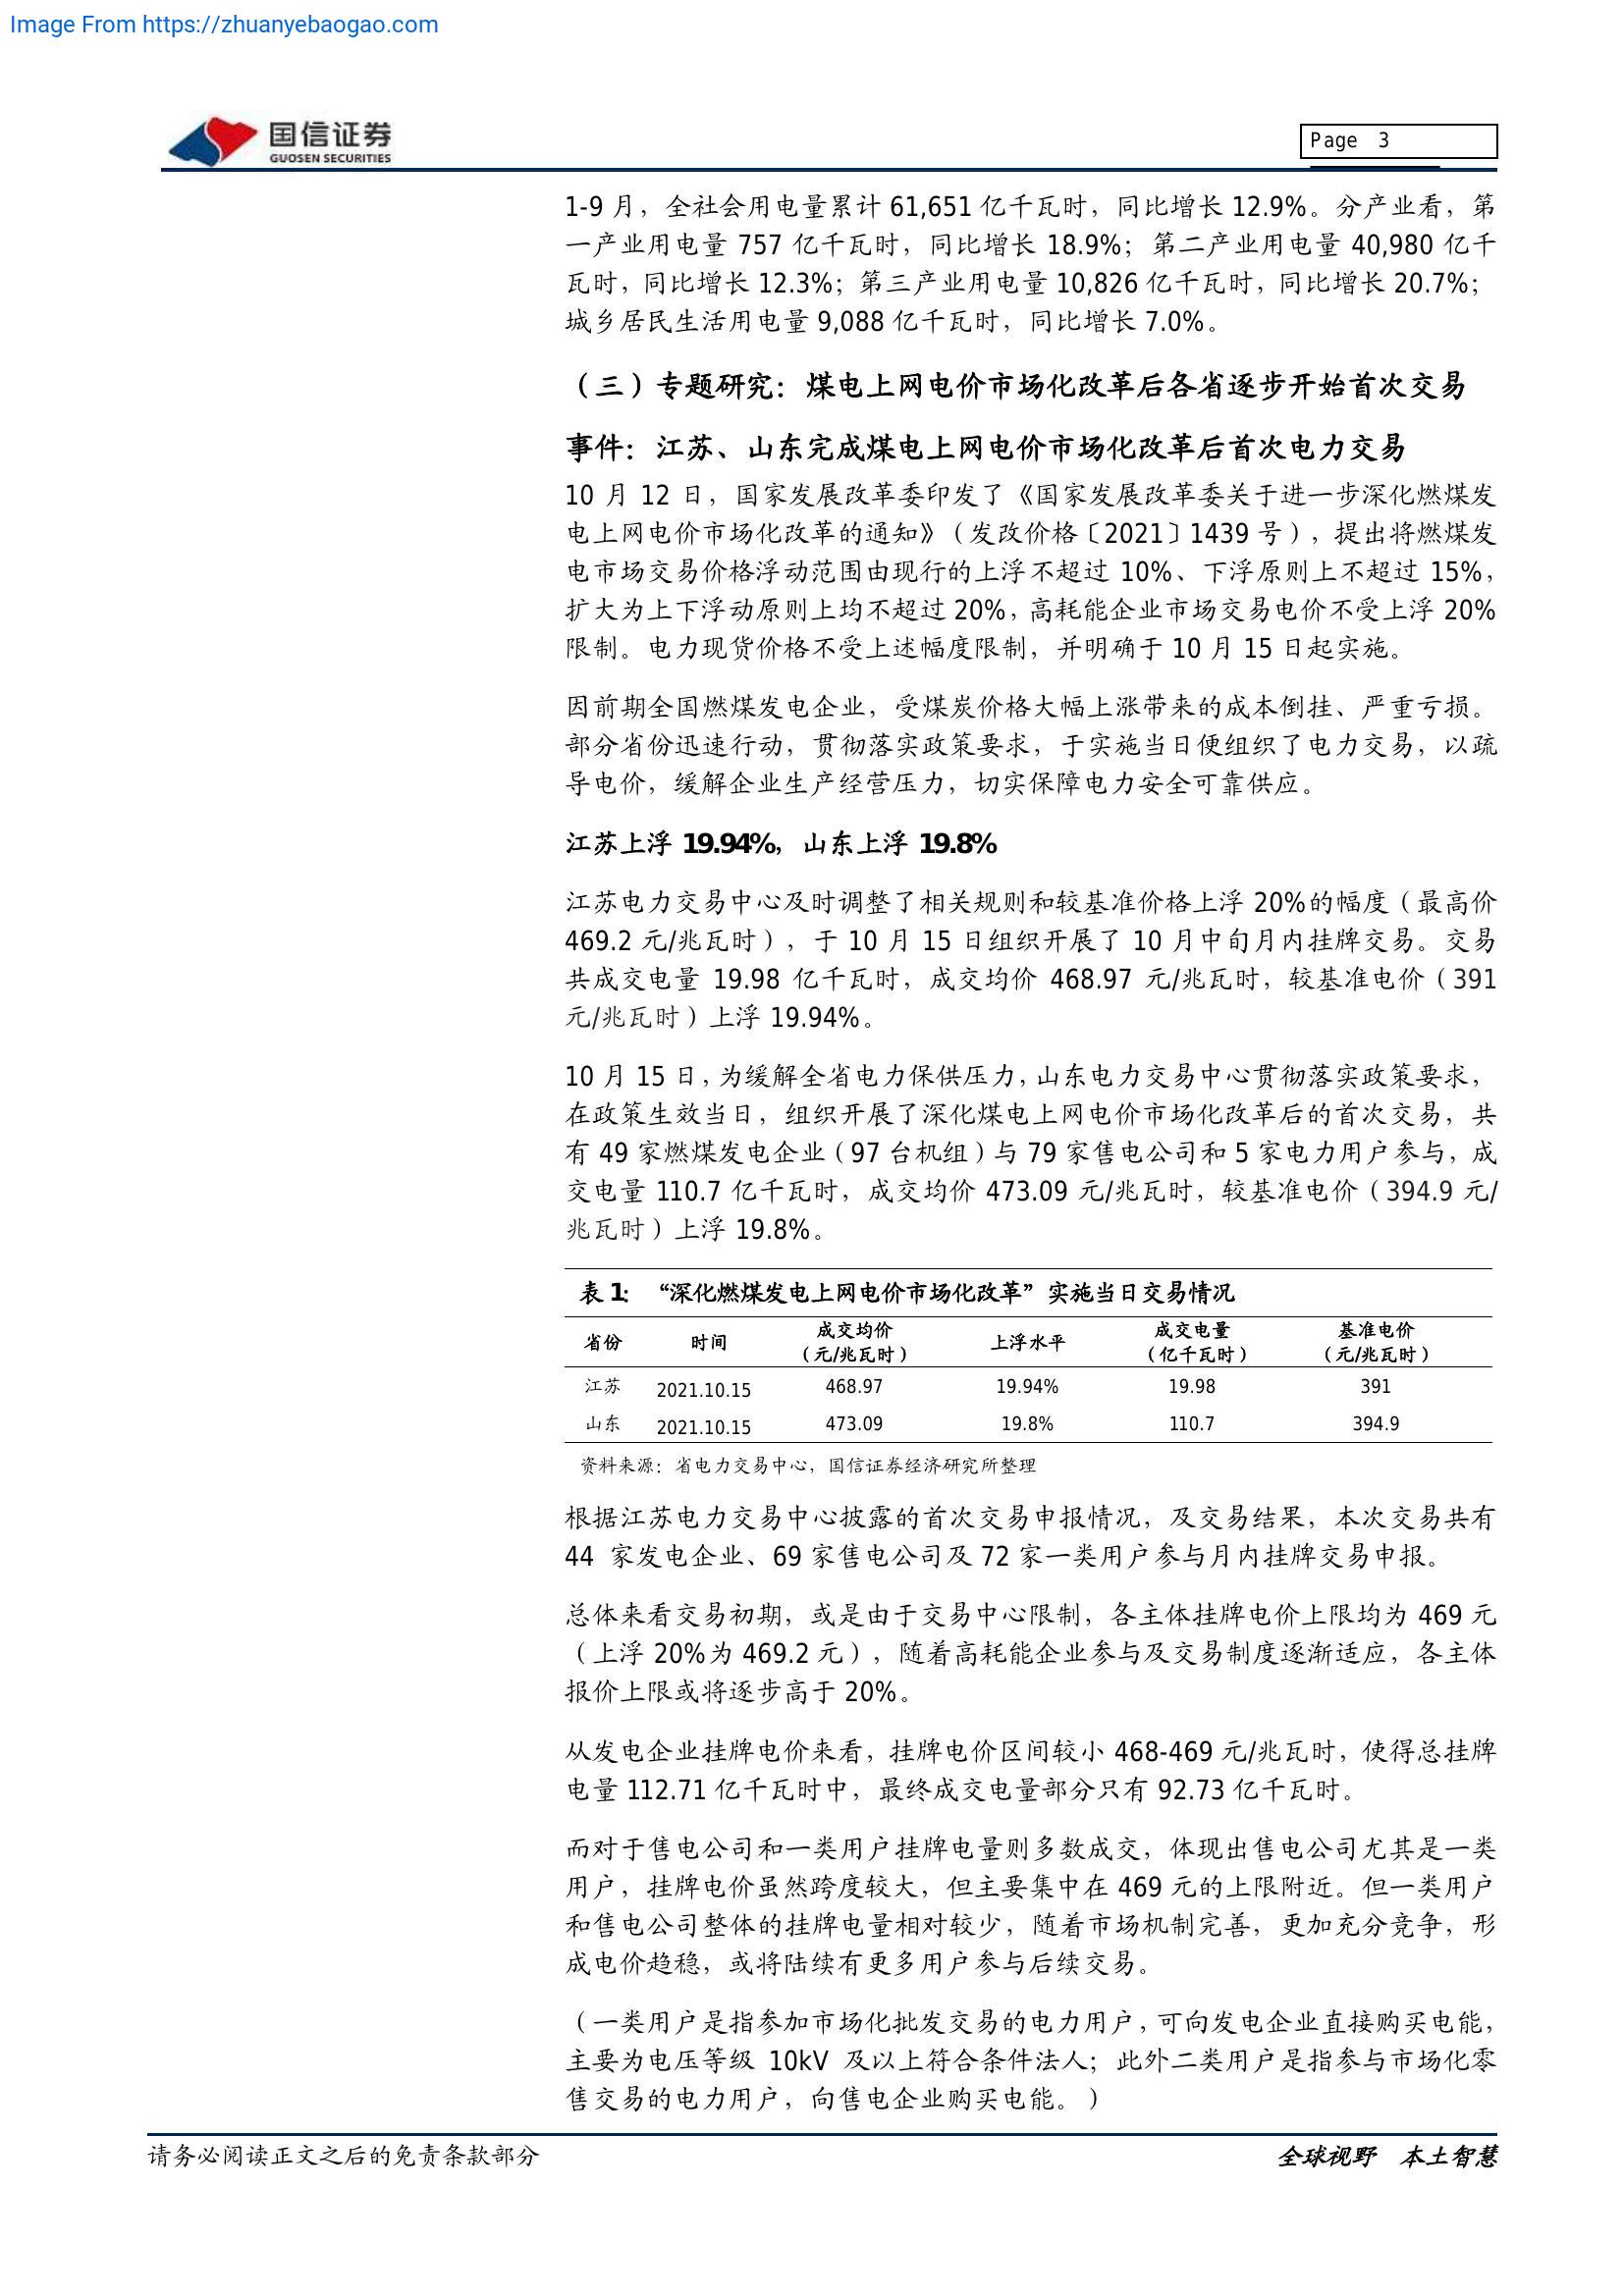 Image From https://zhuanyebaogao.com
国信证券
GUOSEN SECURITIES
Page 3
1-9 月，全社会用电量累计 61,651 亿千瓦时，同比增长 12.9%。分产业看，第
一产业用电量 757 亿千瓦时，同比增长 18.9%；第二产业用电量 40,980 亿千
瓦时，同比增长 12.3%；第三产业用电量 10,826 亿千瓦时，同比增长 20.7%；
城乡居民生活用电量 9,088 亿千瓦时，同比增长 7.0%。
（三）专题研究：煤电上网电价市场化改革后各省逐步开始首次交易
事件：江苏、山东完成煤电上网电价市场化改革后首次电力交易
10 月 12 日，国家发展改革委印发了《国家发展改革委关于进一步深化燃煤发
电上网电价市场化改革的通知》（发改价格〔2021〕1439 号），提出将燃煤发
电市场交易价格浮动范围由现行的上浮不超过 10%、下浮原则上不超过 15%，
扩大为上下浮动原则上均不超过 20%，高耗能企业市场交易电价不受上浮 20%
限制。电力现货价格不受上述幅度限制，并明确于 10 月 15 日起实施。
因前期全国燃煤发电企业，受煤炭价格大幅上涨带来的成本倒挂、严重亏损。
部分省份迅速行动，贯彻落实政策要求，于实施当日便组织了电力交易，以疏
导电价，缓解企业生产经营压力，切实保障电力安全可靠供应。
江苏上浮 19.94%，山东上浮 19.8%
江苏电力交易中心及时调整了相关规则和较基准价格上浮 20%的幅度（最高价
469.2 元/兆瓦时），于 10 月 15 日组织开展了 10 月中旬月内挂牌交易。交易
共成交电量 19.98 亿千瓦时，成交均价 468.97 元/兆瓦时，较基准电价（391
元/兆瓦时）上浮 19.94%。
10 月 15 日，为缓解全省电力保供压力，山东电力交易中心贯彻落实政策要求，
在政策生效当日，组织开展了深化煤电上网电价市场化改革后的首次交易，共
有 49 家燃煤发电企业（97 台机组）与 79 家售电公司和 5 家电力用户参与，成
交电量 110.7 亿千瓦时，成交均价 473.09 元/兆瓦时，较基准电价（394.9 元/
兆瓦时）上浮 19.8%。
表 1： “深化燃煤发电上网电价市场化改革”实施当日交易情况
省份 时间 成交均价（元/兆瓦时） 上浮水平 成交电量（亿千瓦时） 基准电价（元/兆瓦时）
江苏 2021.10.15 468.97 19.94% 19.98 391
山东 2021.10.15 473.09 19.8% 110.7 394.9
资料来源：省电力交易中心，国信证券经济研究所整理
根据江苏电力交易中心披露的首次交易申报情况，及交易结果，本次交易共有
44 家发电企业、69 家售电公司及 72 家一类用户参与月内挂牌交易申报。
总体来看交易初期，或是由于交易中心限制，各主体挂牌电价上限均为 469 元
（上浮 20%为 469.2 元），随着高耗能企业参与及交易制度逐渐适应，各主体
报价上限或将逐步高于 20%。
从发电企业挂牌电价来看，挂牌电价区间较小 468-469 元/兆瓦时，使得总挂牌
电量 112.71 亿千瓦时中，最终成交电量部分只有 92.73 亿千瓦时。
而对于售电公司和一类用户挂牌电量则多数成交，体现出售电公司尤其是一类
用户，挂牌电价虽然跨度较大，但主要集中在 469 元的上限附近。但一类用户
和售电公司整体的挂牌电量相对较少，随着市场机制完善，更加充分竞争，形
成电价趋稳，或将陆续有更多用户参与后续交易。
（一类用户是指参加市场化批发交易的电力用户，可向发电企业直接购买电能，
主要为电压等级 10kV 及以上符合条件法人；此外二类用户是指参与市场化零
售交易的电力用户，向售电企业购买电能。）
请务必阅读正文之后的免责条款部分
全球视野 本土智慧